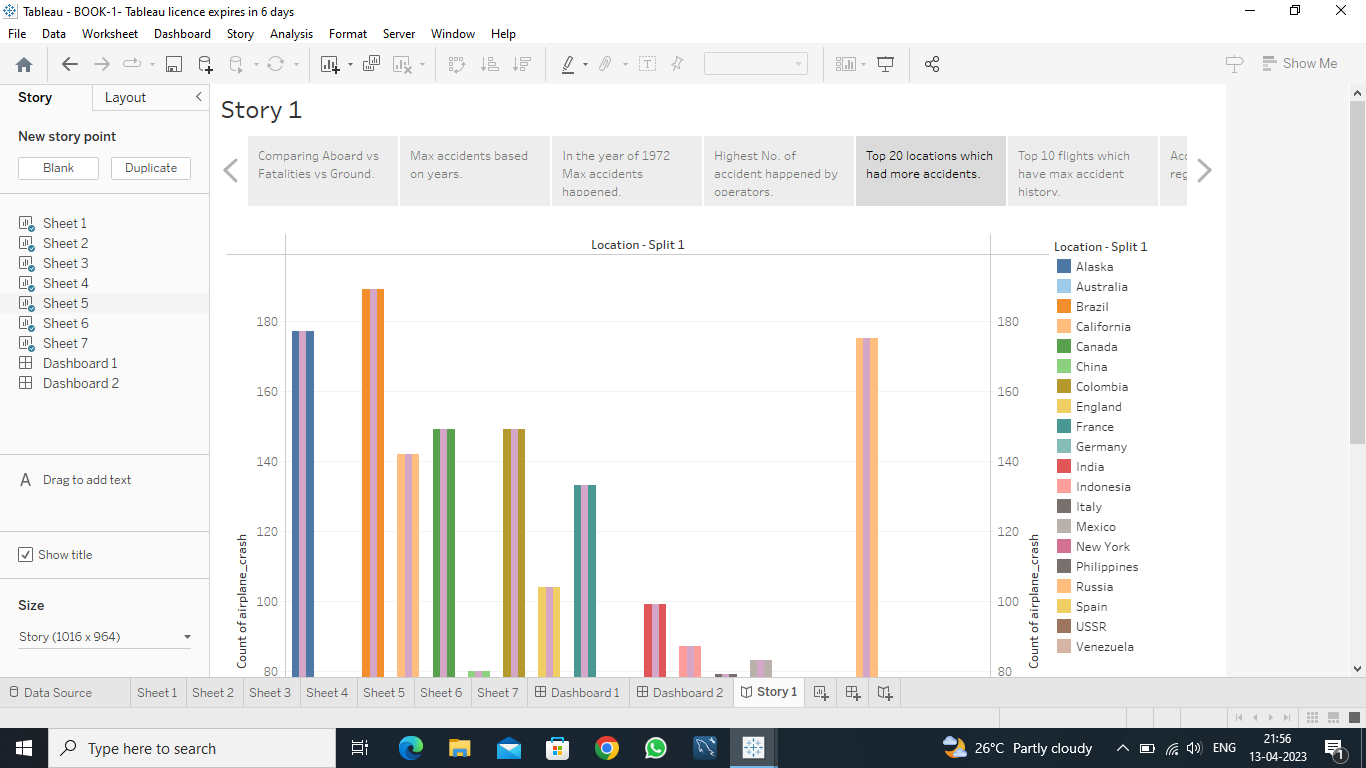 Tableau - BOOK-1- Tableau licence expires in 6 days
File Data Worksheet Dashboard Story Analysis Format Server Window Help
Show Me
Story Layout
New story point
Blank Duplicate
Sheet 1
Sheet 2
Sheet 3
Sheet 4
Sheet 5
Sheet 6
Sheet 7
Dashboard 1
Dashboard 2
A Drag to add text
Show title
Size
Story (1016 x 964)
Story 1
Comparing Aboard vs
Fatalities vs Ground.
Max accidents based
on years.
In the year of 1972
Max accidents
happened.
Highest No. of
accident happened by
operators.
Top 20 locations which
had more accidents.
Top 10 flights which
have max accident
history.
Acc
reg
Location - Split 1
180
160
140
120
100
80
Count of airplane_crash
180
160
140
120
100
80
Count of airplane_crash
Location - Split 1
Alaska
Australia
Brazil
California
Canada
China
Colombia
England
France
Germany
India
Indonesia
Italy
Mexico
New York
Philippines
Russia
Spain
USSR
Venezuela
Data Source Sheet 1 Sheet 2 Sheet 3 Sheet 4 Sheet 5 Sheet 6 Sheet 7 Dashboard 1 Dashboard 2 Story 1
Type here to search
26°C Partly cloudy
ENG
21:56
13-04-2023
1